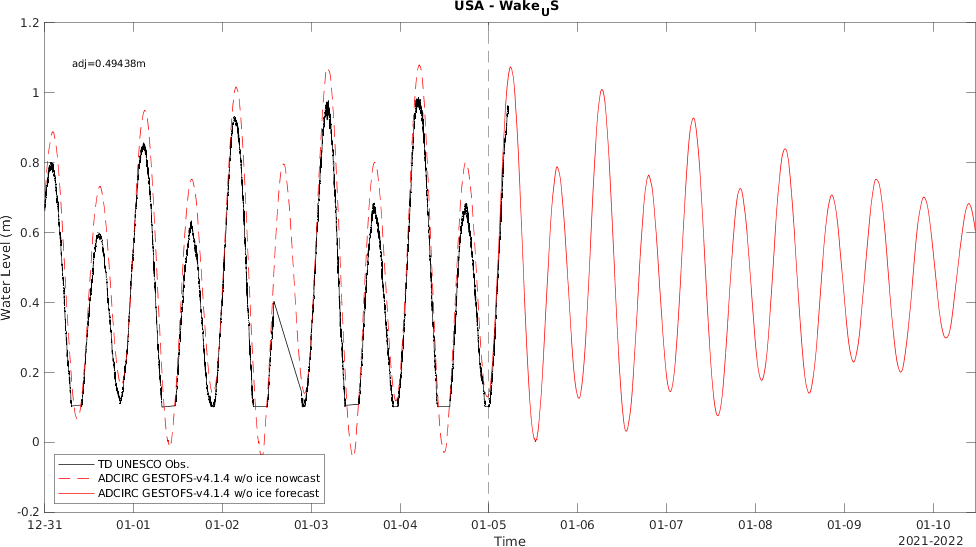 USA - Wake_US
1.2
adj=0.49438m
1
0.8
0.6
0.4
0.2
0
-0.2
Water Level (m)
TD UNESCO Obs.
ADCIRC GESTOFS-v4.1.4 w/o ice nowcast
ADCIRC GESTOFS-v4.1.4 w/o ice forecast
12-31 01-01 01-02 01-03 01-04 01-05 01-06 01-07 01-08 01-09 01-10
Time
2021-2022